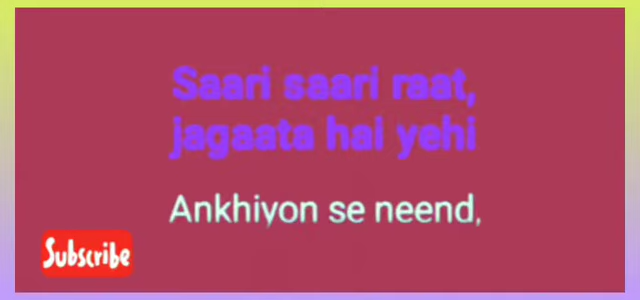 Saari saari raat,
jagaata hai yehi
Ankhiyon se neend,
Subscribe